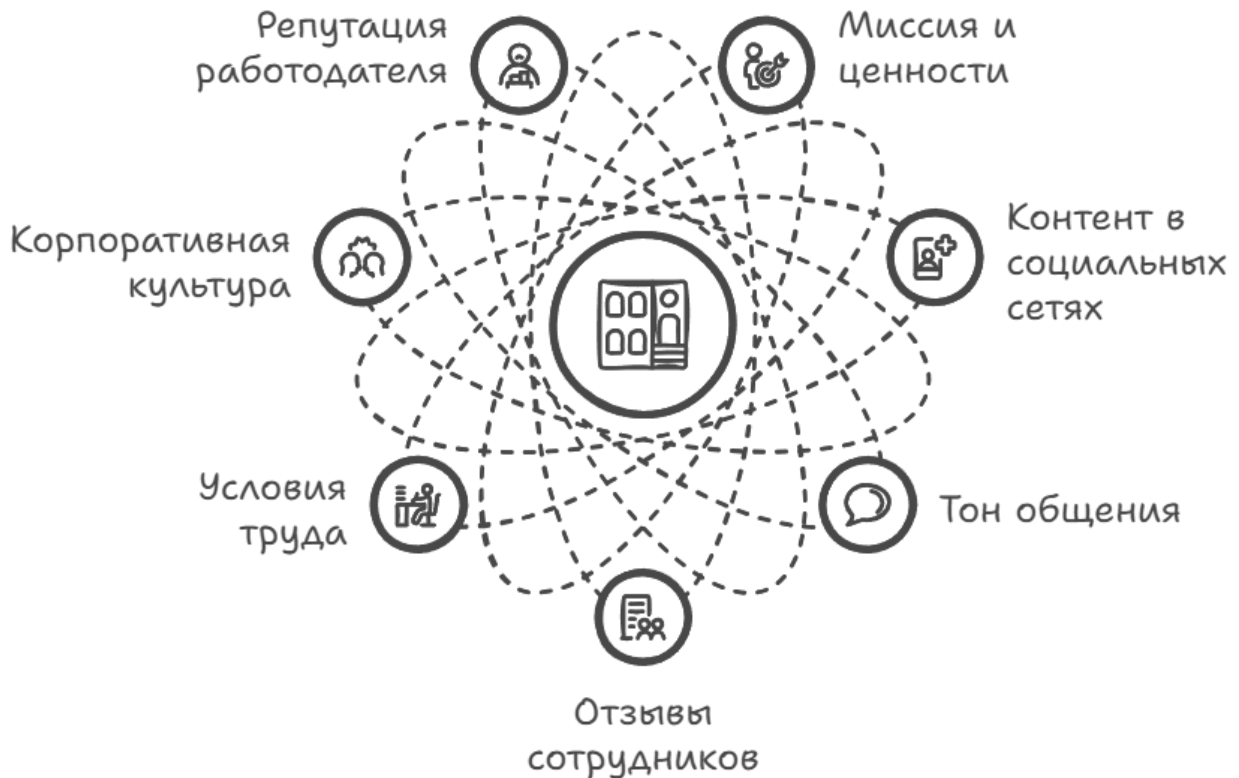 Репутация
работодателя
Миссия и
ценности
Корпоративная
культура
Контент в
социальных
сетях
Условия
труда
Тон общения
Отзывы
сотрудников